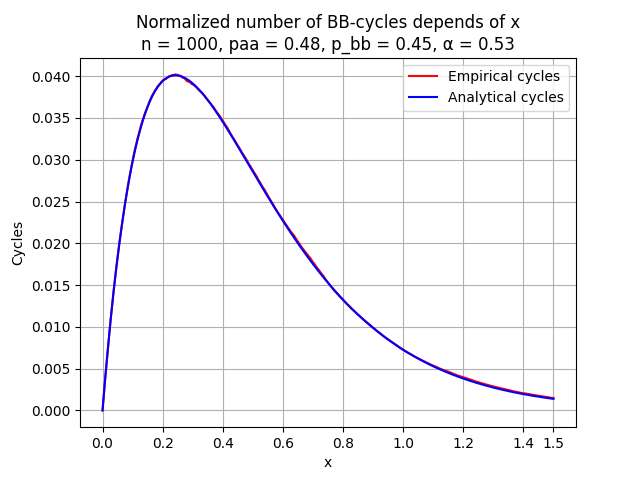 Normalized number of BB-cycles depends of x
n = 1000, paa = 0.48, p_bb = 0.45, α = 0.53
Empirical cycles
Analytical cycles
Cycles
0.040
0.035
0.030
0.025
0.020
0.015
0.010
0.005
0.000
0.0 0.2 0.4 0.6 0.8 1.0 1.2 1.4 1.5
x